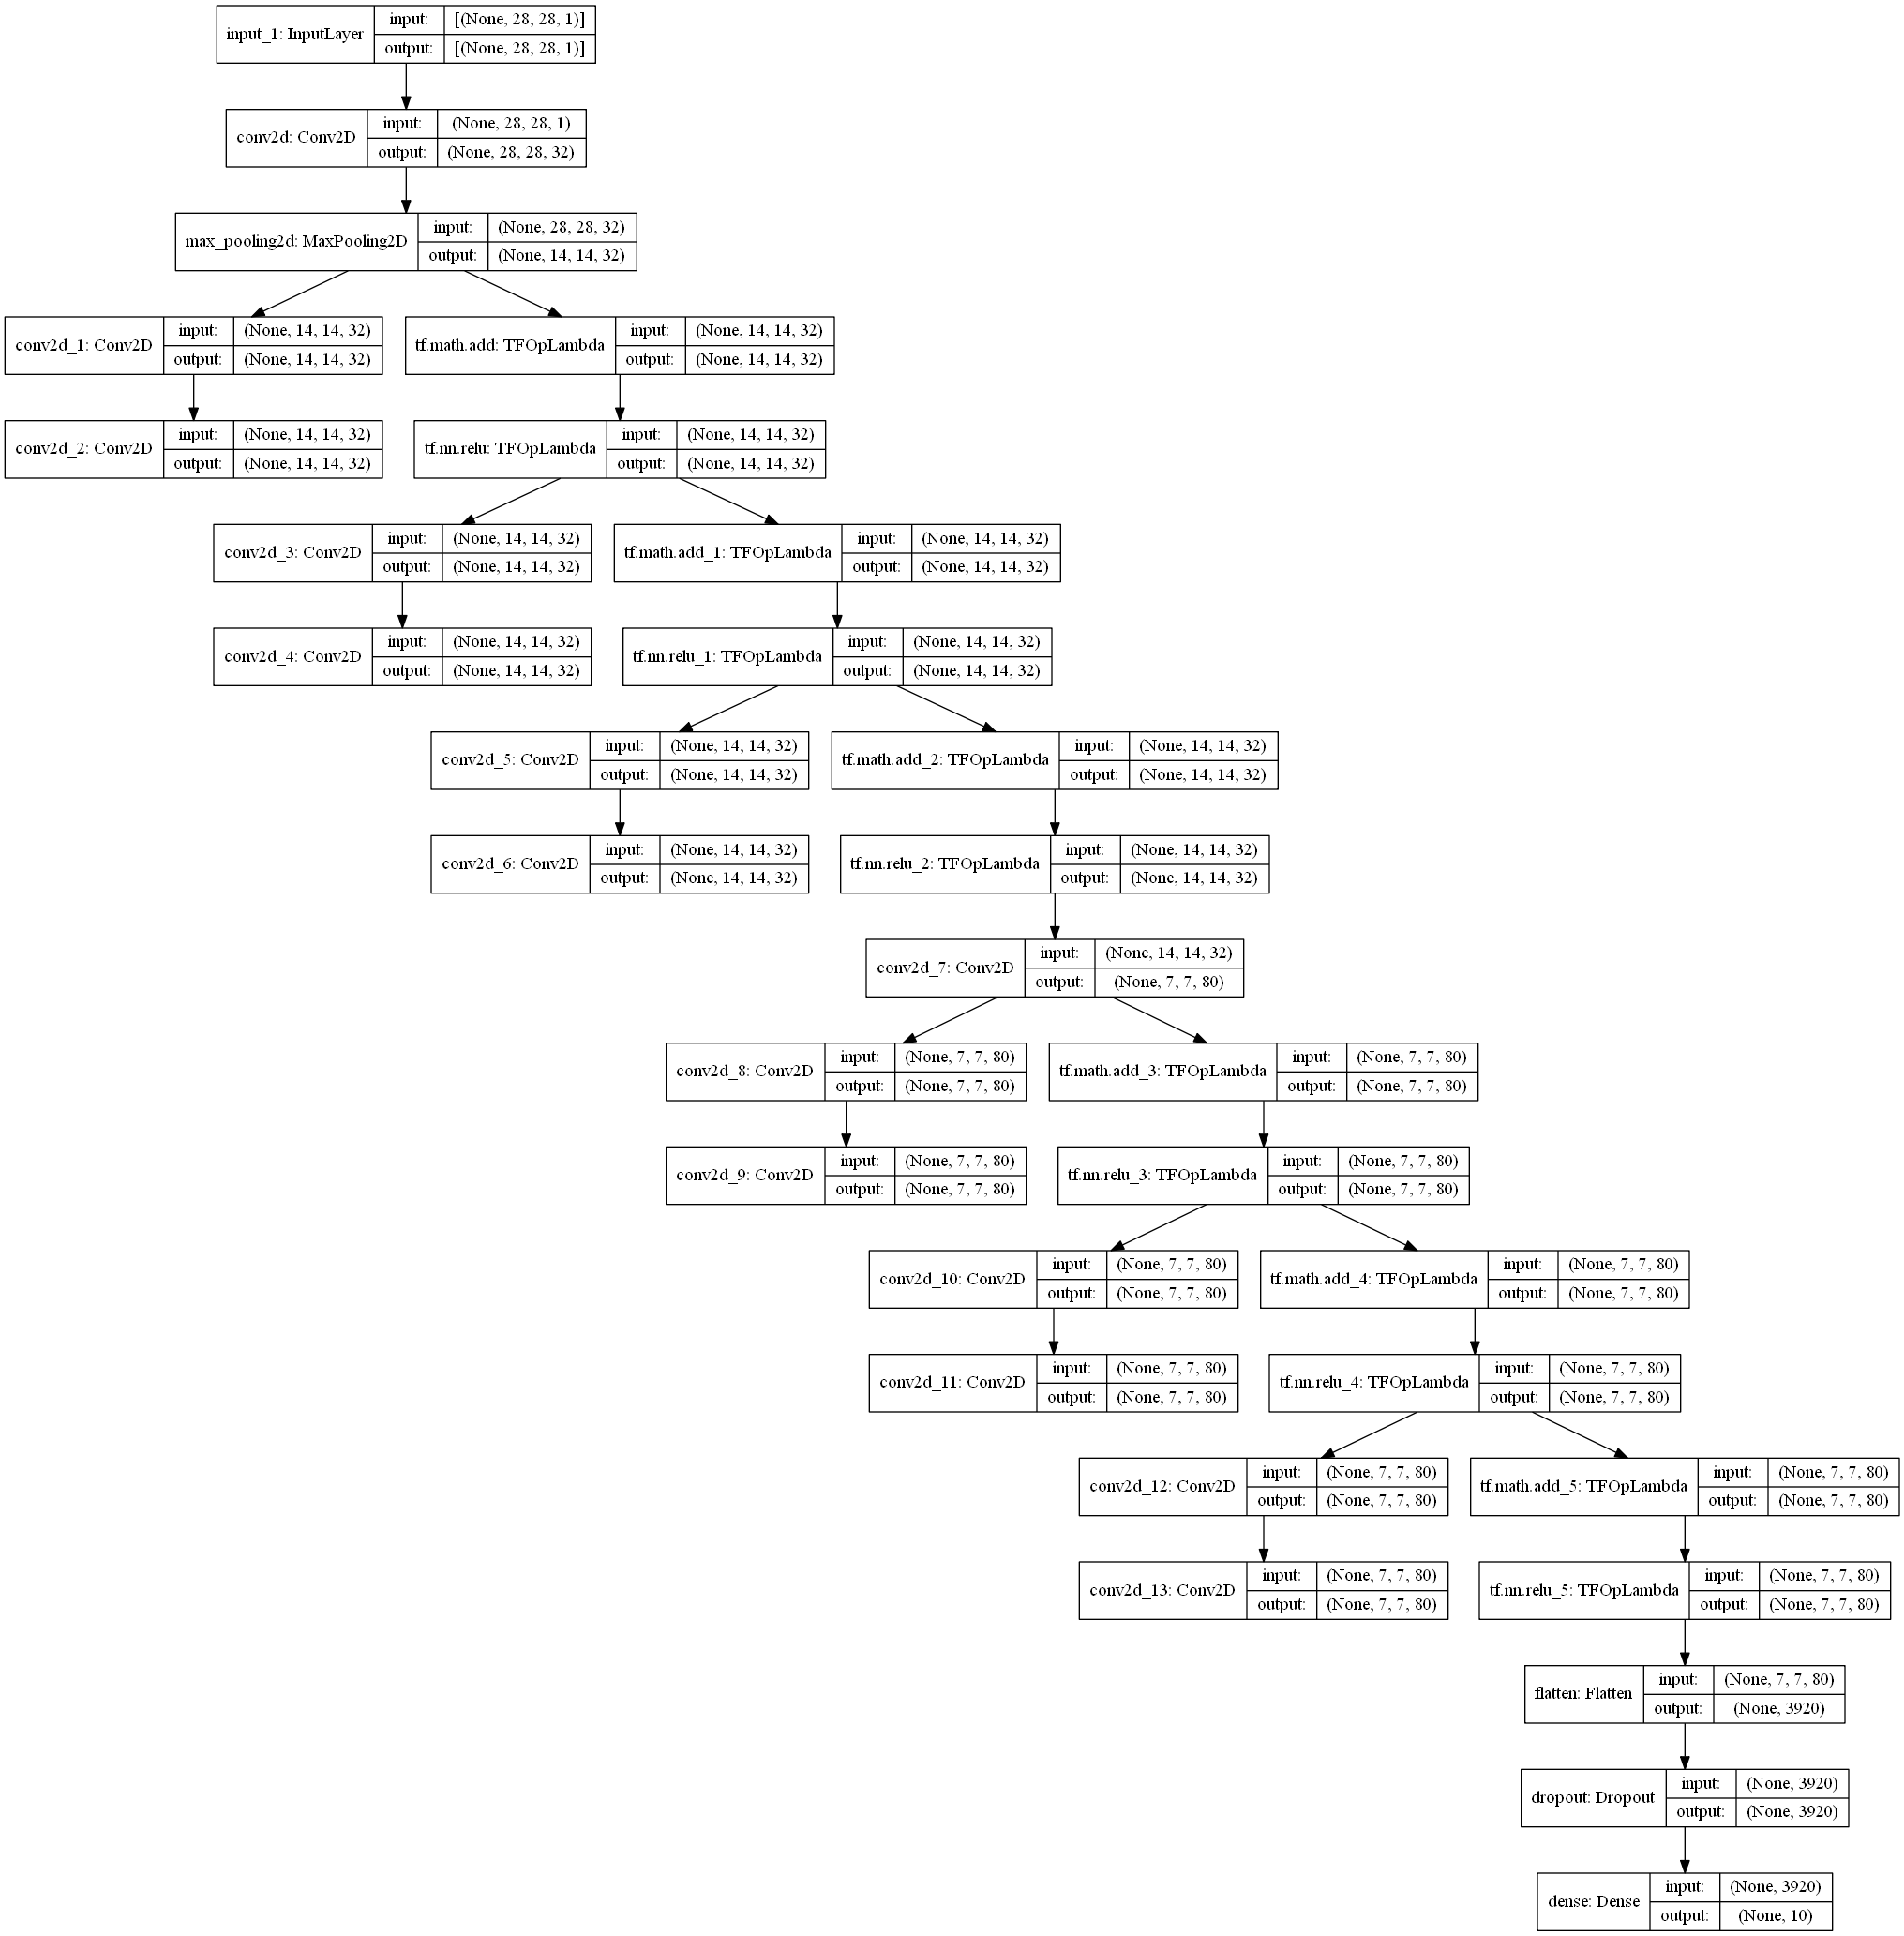 input_1: InputLayer
input: [(None, 28, 28, 1)]
output: [(None, 28, 28, 1)]
conv2d: Conv2D
input: (None, 28, 28, 1)
output: (None, 28, 28, 32)
max_pooling2d: MaxPooling2D
input: (None, 28, 28, 32)
output: (None, 14, 14, 32)
conv2d_1: Conv2D
input: (None, 14, 14, 32)
output: (None, 14, 14, 32)
tf.math.add: TFOpLambda
input: (None, 14, 14, 32)
output: (None, 14, 14, 32)
conv2d_2: Conv2D
input: (None, 14, 14, 32)
output: (None, 14, 14, 32)
tf.nn.relu: TFOpLambda
input: (None, 14, 14, 32)
output: (None, 14, 14, 32)
conv2d_3: Conv2D
input: (None, 14, 14, 32)
output: (None, 14, 14, 32)
tf.math.add_1: TFOpLambda
input: (None, 14, 14, 32)
output: (None, 14, 14, 32)
conv2d_4: Conv2D
input: (None, 14, 14, 32)
output: (None, 14, 14, 32)
tf.nn.relu_1: TFOpLambda
input: (None, 14, 14, 32)
output: (None, 14, 14, 32)
conv2d_5: Conv2D
input: (None, 14, 14, 32)
output: (None, 14, 14, 32)
tf.math.add_2: TFOpLambda
input: (None, 14, 14, 32)
output: (None, 14, 14, 32)
conv2d_6: Conv2D
input: (None, 14, 14, 32)
output: (None, 14, 14, 32)
tf.nn.relu_2: TFOpLambda
input: (None, 14, 14, 32)
output: (None, 14, 14, 32)
conv2d_7: Conv2D
input: (None, 14, 14, 32)
output: (None, 7, 7, 80)
conv2d_8: Conv2D
input: (None, 7, 7, 80)
output: (None, 7, 7, 80)
tf.math.add_3: TFOpLambda
input: (None, 7, 7, 80)
output: (None, 7, 7, 80)
conv2d_9: Conv2D
input: (None, 7, 7, 80)
output: (None, 7, 7, 80)
tf.nn.relu_3: TFOpLambda
input: (None, 7, 7, 80)
output: (None, 7, 7, 80)
conv2d_10: Conv2D
input: (None, 7, 7, 80)
output: (None, 7, 7, 80)
tf.math.add_4: TFOpLambda
input: (None, 7, 7, 80)
output: (None, 7, 7, 80)
conv2d_11: Conv2D
input: (None, 7, 7, 80)
output: (None, 7, 7, 80)
tf.nn.relu_4: TFOpLambda
input: (None, 7, 7, 80)
output: (None, 7, 7, 80)
conv2d_12: Conv2D
input: (None, 7, 7, 80)
output: (None, 7, 7, 80)
tf.math.add_5: TFOpLambda
input: (None, 7, 7, 80)
output: (None, 7, 7, 80)
conv2d_13: Conv2D
input: (None, 7, 7, 80)
output: (None, 7, 7, 80)
tf.nn.relu_5: TFOpLambda
input: (None, 7, 7, 80)
output: (None, 7, 7, 80)
flatten: Flatten
input: (None, 7, 7, 80)
output: (None, 3920)
dropout: Dropout
input: (None, 3920)
output: (None, 3920)
dense: Dense
input: (None, 3920)
output: (None, 10)